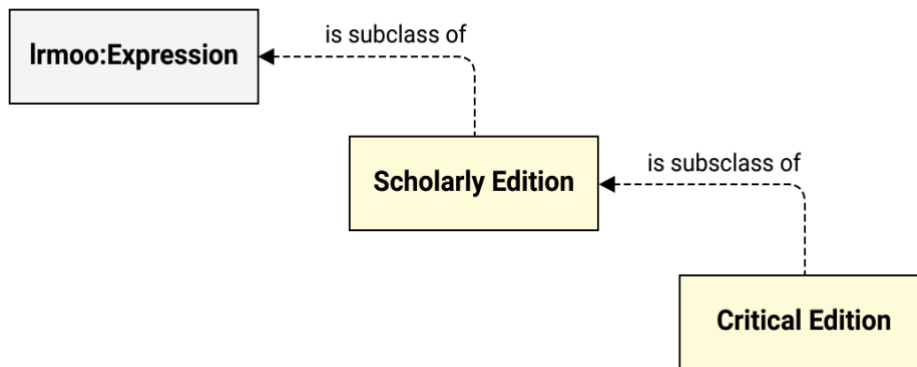 is subclass of
lrmoo:Expression
is subsclass of
Scholarly Edition
Critical Edition